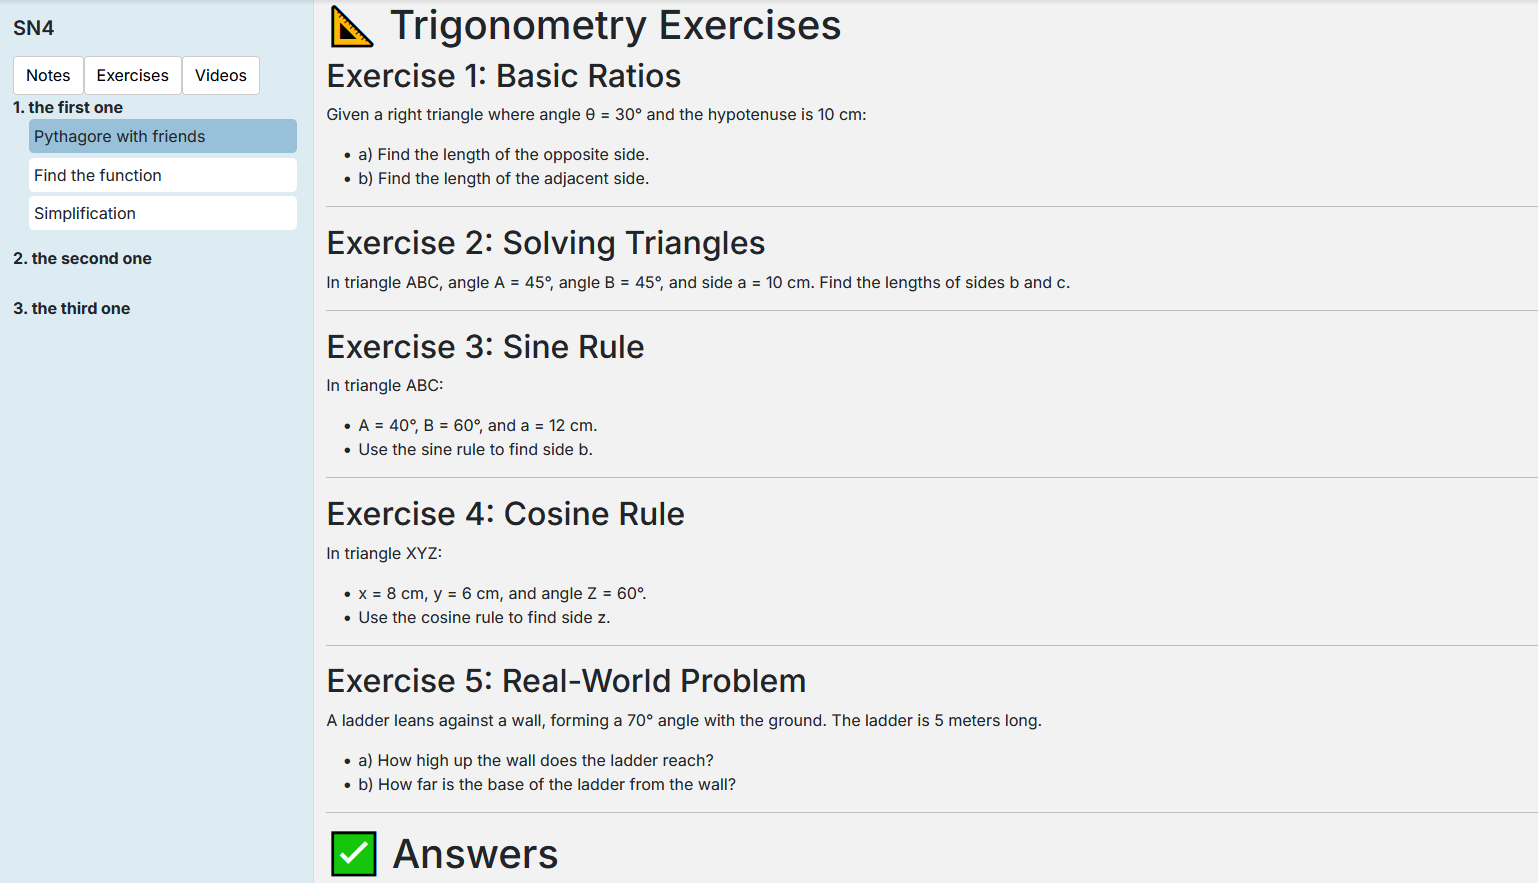 SN4
Notes Exercises Videos
1. the first one
Pythagore with friends
Find the function
Simplification
2. the second one
3. the third one
Trigonometry Exercises
Exercise 1: Basic Ratios
Given a right triangle where angle θ = 30° and the hypotenuse is 10 cm:
• a) Find the length of the opposite side.
• b) Find the length of the adjacent side.
Exercise 2: Solving Triangles
In triangle ABC, angle A = 45°, angle B = 45°, and side a = 10 cm. Find the lengths of sides b and c.
Exercise 3: Sine Rule
In triangle ABC:
• A = 40°, B = 60°, and a = 12 cm.
• Use the sine rule to find side b.
Exercise 4: Cosine Rule
In triangle XYZ:
• x = 8 cm, y = 6 cm, and angle Z = 60°.
• Use the cosine rule to find side z.
Exercise 5: Real-World Problem
A ladder leans against a wall, forming a 70° angle with the ground. The ladder is 5 meters long.
• a) How high up the wall does the ladder reach?
• b) How far is the base of the ladder from the wall?
Answers